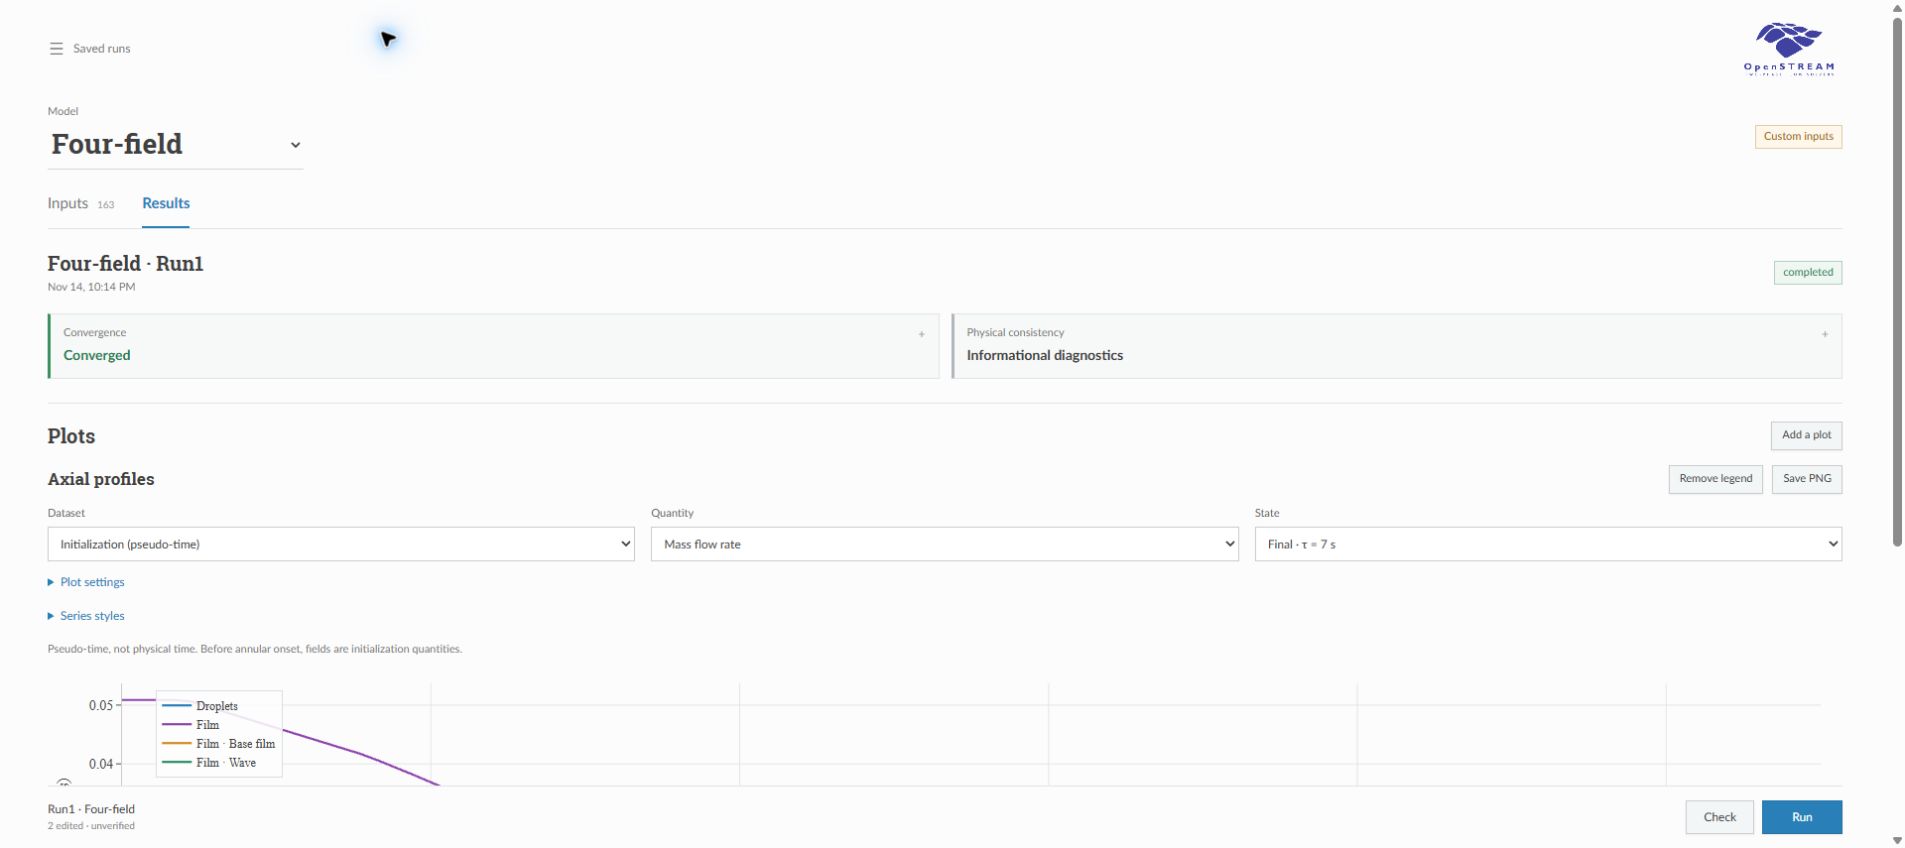 Saved runs
OpenSTREAM
Model
Four-field
Custom inputs
Inputs 163 Results
Four-field · Run1
Nov 14, 10:14 PM
completed
Convergence +
Converged
Physical consistency +
Informational diagnostics
Plots
Add a plot
Axial profiles
Remove legend Save PNG
Dataset Quantity State
Initialization (pseudo-time) Mass flow rate Final · τ = 7 s
Plot settings
Series styles
Pseudo-time, not physical time. Before annular onset, fields are initialization quantities.
0.05
Droplets
Film
Film · Base film
Film · Wave
0.04
Run1 · Four-field
2 edited · unverified
Check Run